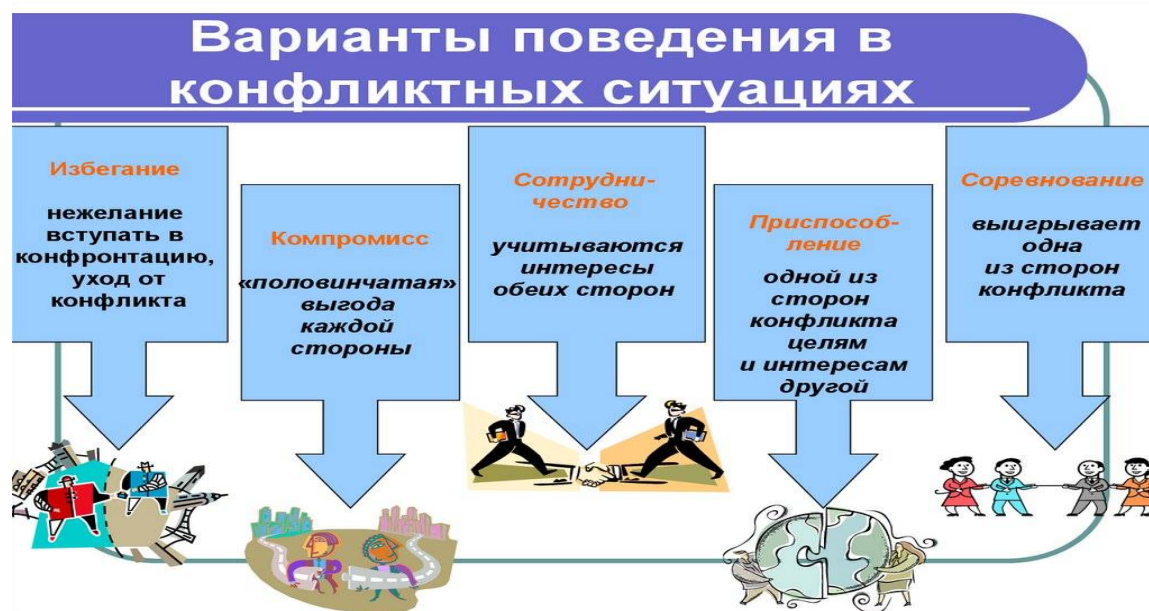 Варианты поведения в
конфликтных ситуациях
Избегание
нежелание
вступать в
конфронтацию,
уход от
конфликта
Компромисс
«половинчатая»
выгода
каждой
стороны
Сотрудни-
чество
учитываются
интересы
обеих сторон
Приспособ-
ление
одной из
сторон
конфликта
целям
и интересам
другой
Соревнование
выигрывает
одна
из сторон
конфликта